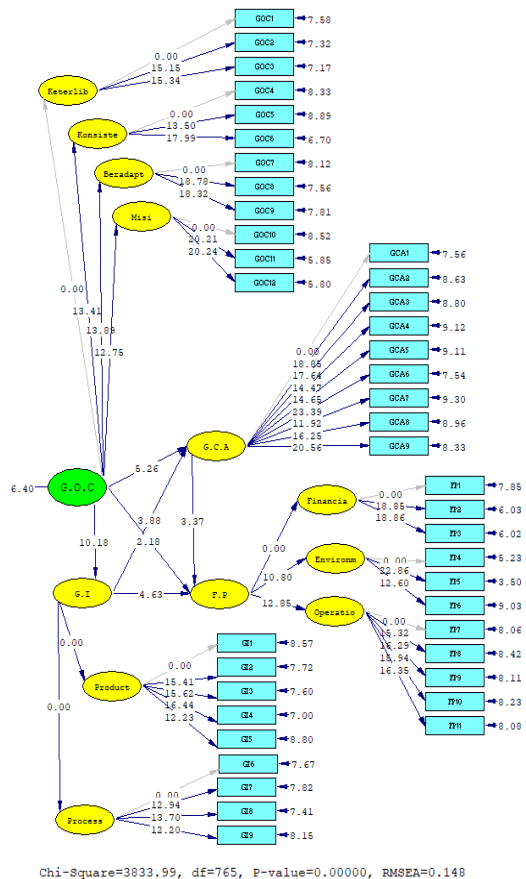 GOC1 7.58
0.00
GOC2 7.32
15.15
GOC3 7.17
15.34
Keterlib
GOC4 8.33
0.00
GOC5 8.89
13.50
Konsiste
GOC6 6.70
17.99
GOC7 8.12
0.00
Beradapt
GOC8 7.56
18.78
GOC9 7.81
18.32
Misi
GOC10 8.52
0.00
GOC11 5.85
20.21
GOC12 5.80
20.24
0.00
13.41
13.89
12.75
GCA1 7.56
GCA2 8.63
GCA3 8.80
GCA4 9.12
GCA5 9.11
GCA6 7.54
GCA7 9.30
GCA8 8.96
GCA9 8.33
0.00
18.85
17.64
14.47
14.65
23.39
11.92
16.25
20.56
G.C.A
6.40
G.O.C
5.26
3.88
2.18
3.37
10.18
G.I
4.63
F.P
0.00
10.80
12.85
Financia
0.00
18.85
18.86
FP1 7.85
FP2 6.03
FP3 6.02
Environm
0.00
22.86
12.60
FP4 5.23
FP5 3.50
FP6 9.03
Operatio
0.00
15.32
16.29
15.94
16.35
FP7 8.06
FP8 8.42
FP9 8.11
FP10 8.23
FP11 8.08
0.00
0.00
Product
0.00
15.41
15.62
16.44
12.23
GI1 8.57
GI2 7.72
GI3 7.60
GI4 7.00
GI5 8.80
Process
0.00
12.94
13.70
12.20
GI6 7.67
GI7 7.82
GI8 7.41
GI9 8.15
Chi-Square=3833.99, df=765, P-value=0.00000, RMSEA=0.148